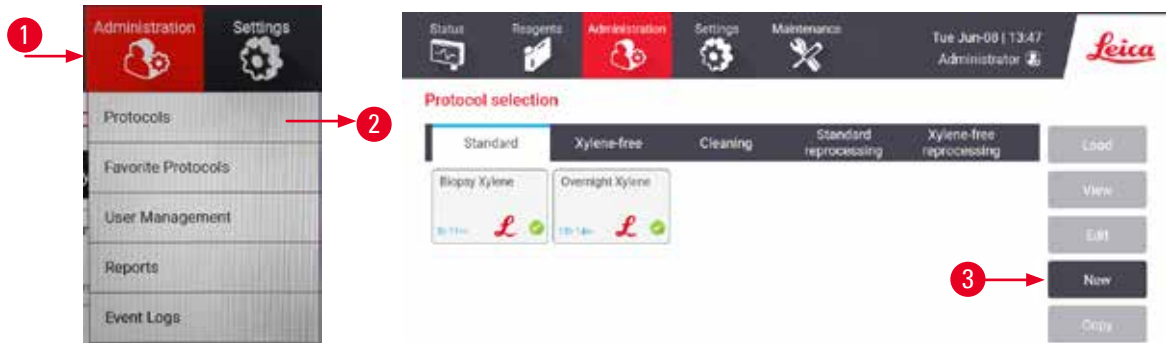 1
Administration
Settings
Protocols
2
Favorite Protocols
User Management
Reports
Event Logs
Status
Reagents
Administration
Settings
Maintenance
Tue Jun-08 | 13:47
Administrator
Leica
Protocol selection
Standard
Xylene-free
Cleaning
Standard
reprocessing
Xylene-free
reprocessing
Load
Biopsy Xylene
Overnight Xylene
View
L
L
Edit
3
New
Copy